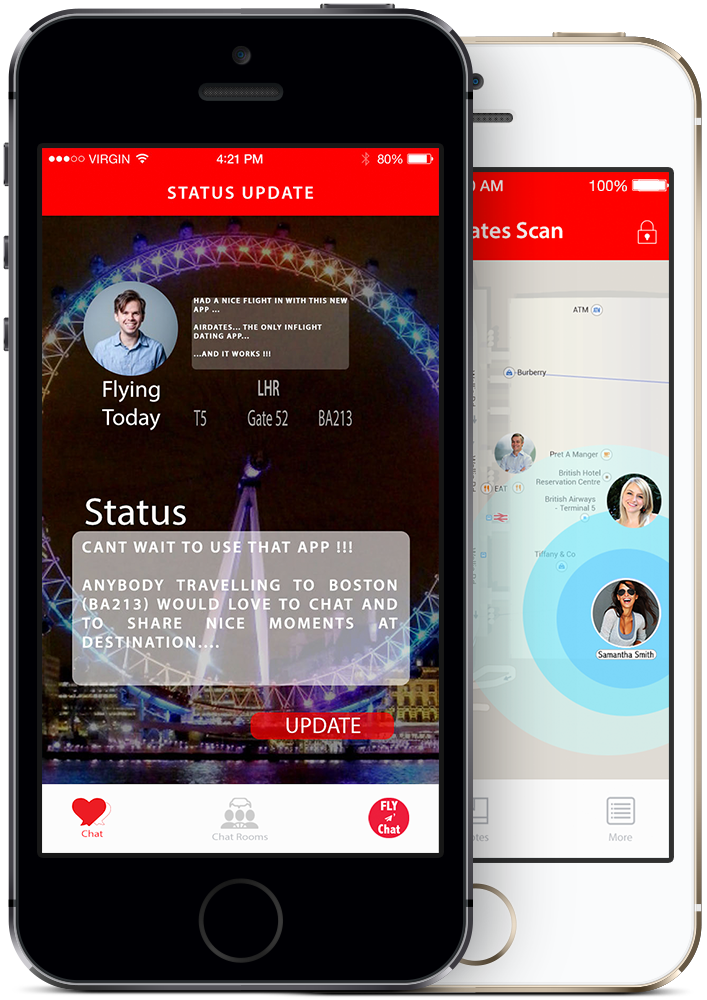 VIRGIN 4:21 PM 80%
STATUS UPDATE
HAD A NICE FLIGHT IN WITH THIS NEW
APP ...
AIRDATES... THE ONLY INFLIGHT
DATING APP...
...AND IT WORKS !!!
Flying
Today
LHR
T5 Gate 52 BA213
Status
CANT WAIT TO USE THAT APP !!!
ANYBODY TRAVELLING TO BOSTON
(BA213) WOULD LOVE TO CHAT AND
TO SHARE NICE MOMENTS AT
DESTINATION....
UPDATE
Chat
Chat Rooms
FLY
Chat
AM 100%
ates Scan
ATM
Burberry
Pret A Manger
British Hotel
Reservation Centre
EAT
British Airways
- Terminal 5
Tiffany & Co
Samantha Smith
otes
More